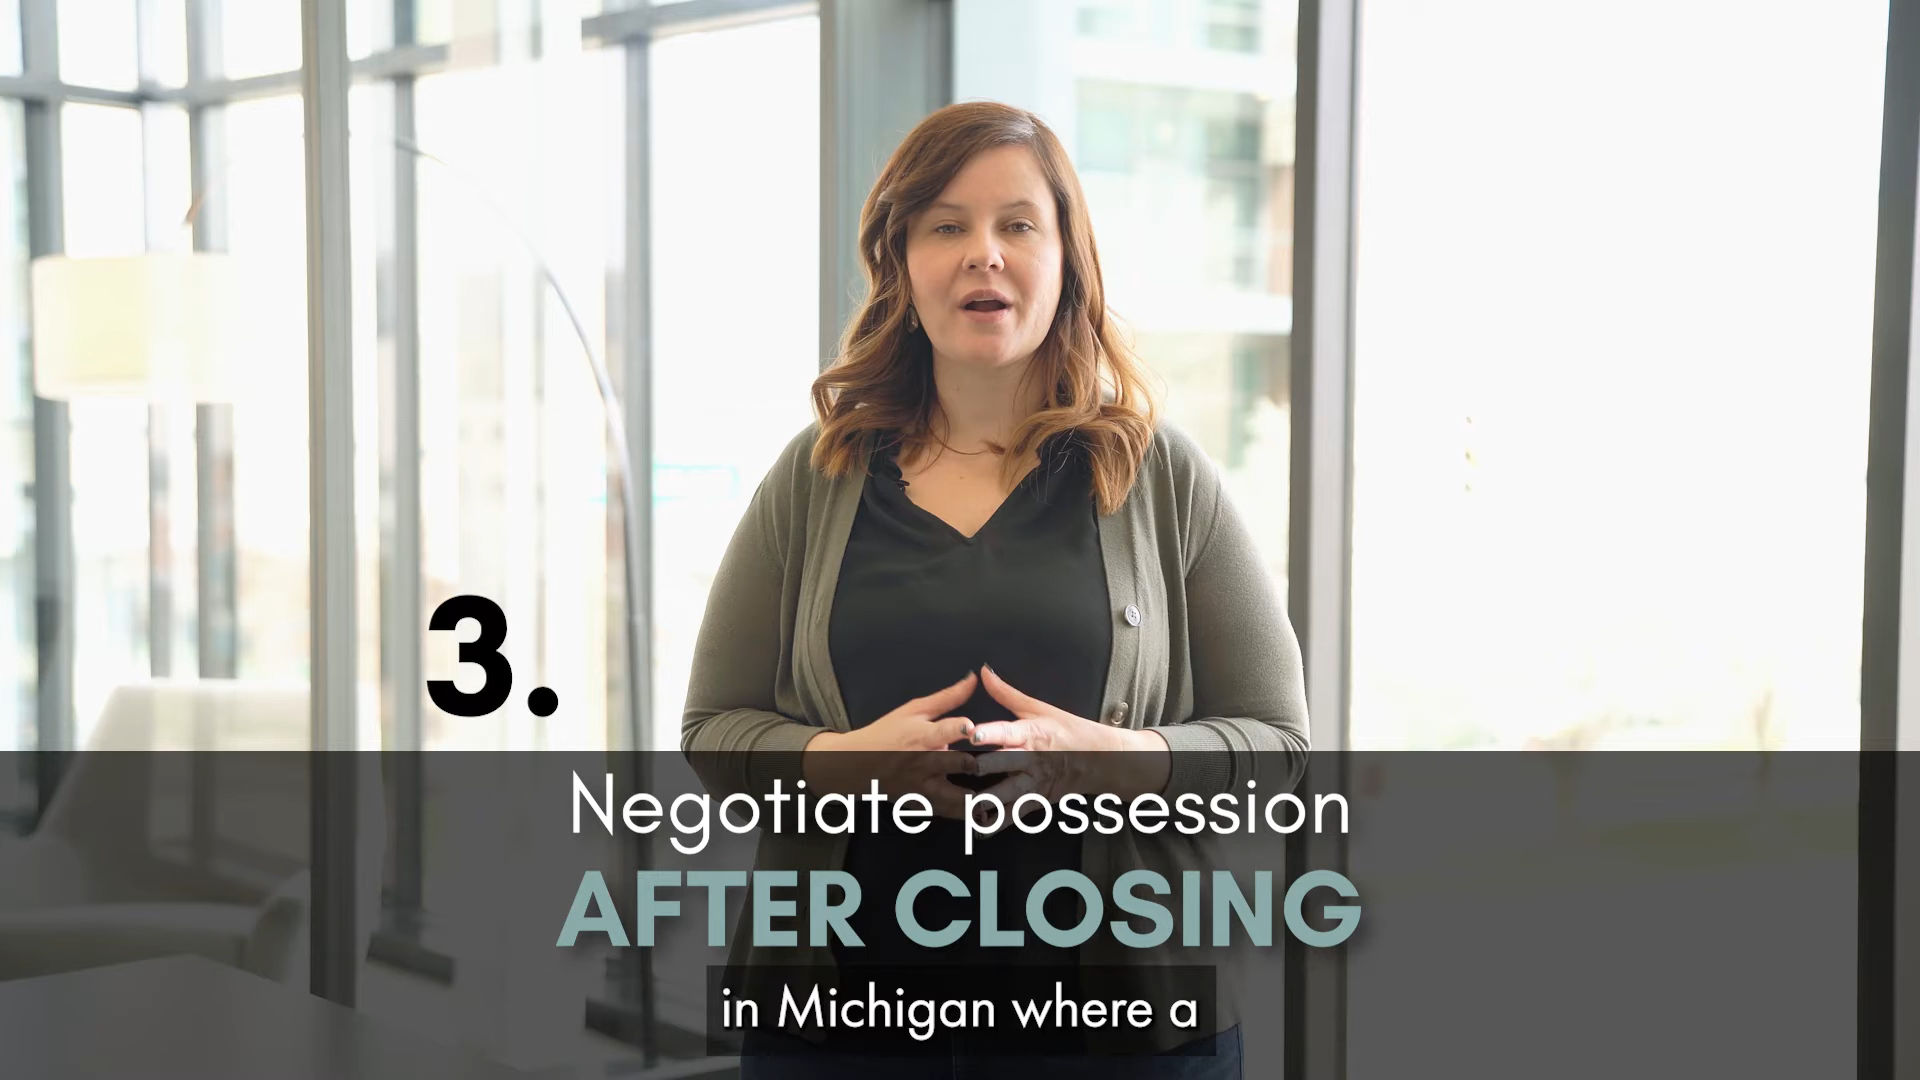 3.
Negotiate possession
AFTER CLOSING
in Michigan where a